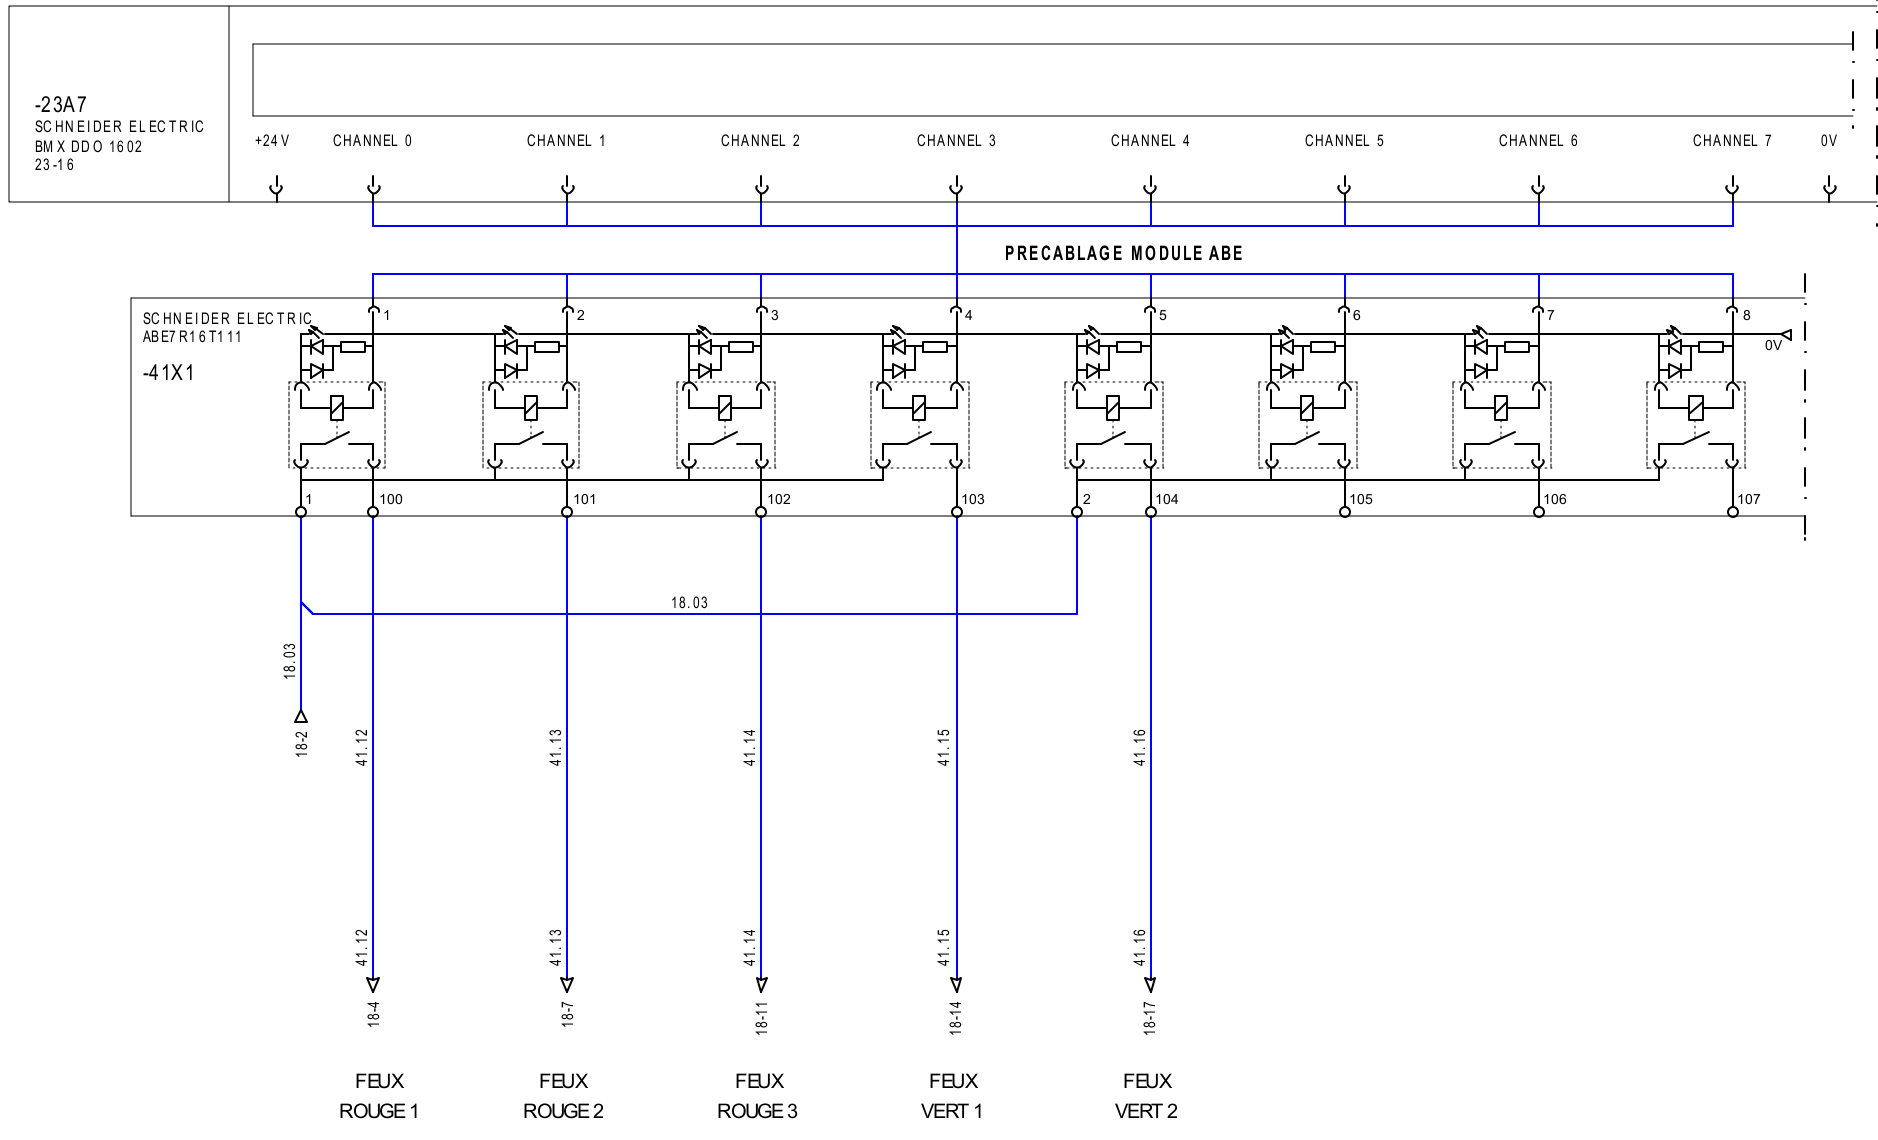 -23A7
SCHNEIDER ELECTRIC
BMX DDO 1602
23-16
+24V CHANNEL 0 CHANNEL 1 CHANNEL 2 CHANNEL 3 CHANNEL 4 CHANNEL 5 CHANNEL 6 CHANNEL 7 0V
PRECABLAGE MODULE ABE
SCHNEIDER ELECTRIC
ABE7R16T111
-41X1
1 2 3 4 5 6 7 8
0V
1 100 101 102 103 2 104 105 106 107
18.03
18.03
18-2
41.12 41.13 41.14 41.15 41.16
41.12 41.13 41.14 41.15 41.16
18-4 18-7 18-11 18-14 18-17
FEUX FEUX FEUX FEUX FEUX
ROUGE 1 ROUGE 2 ROUGE 3 VERT 1 VERT 2